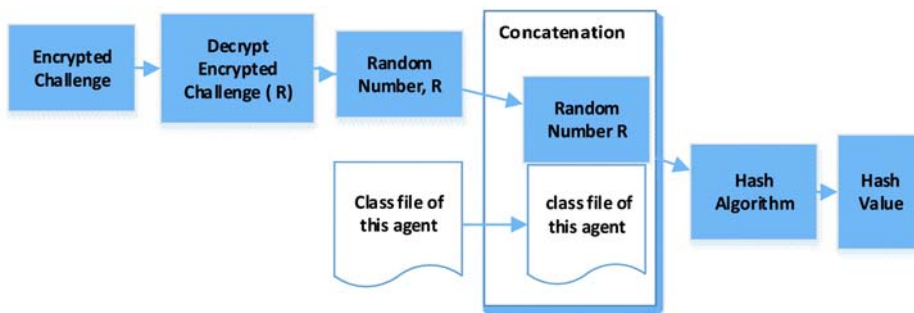 Encrypted
Challenge
Decrypt
Encrypted
Challenge ( R)
Random
Number, R
Concatenation
Random
Number R
Class file of
this agent
class file of
this agent
Hash
Algorithm
Hash
Value